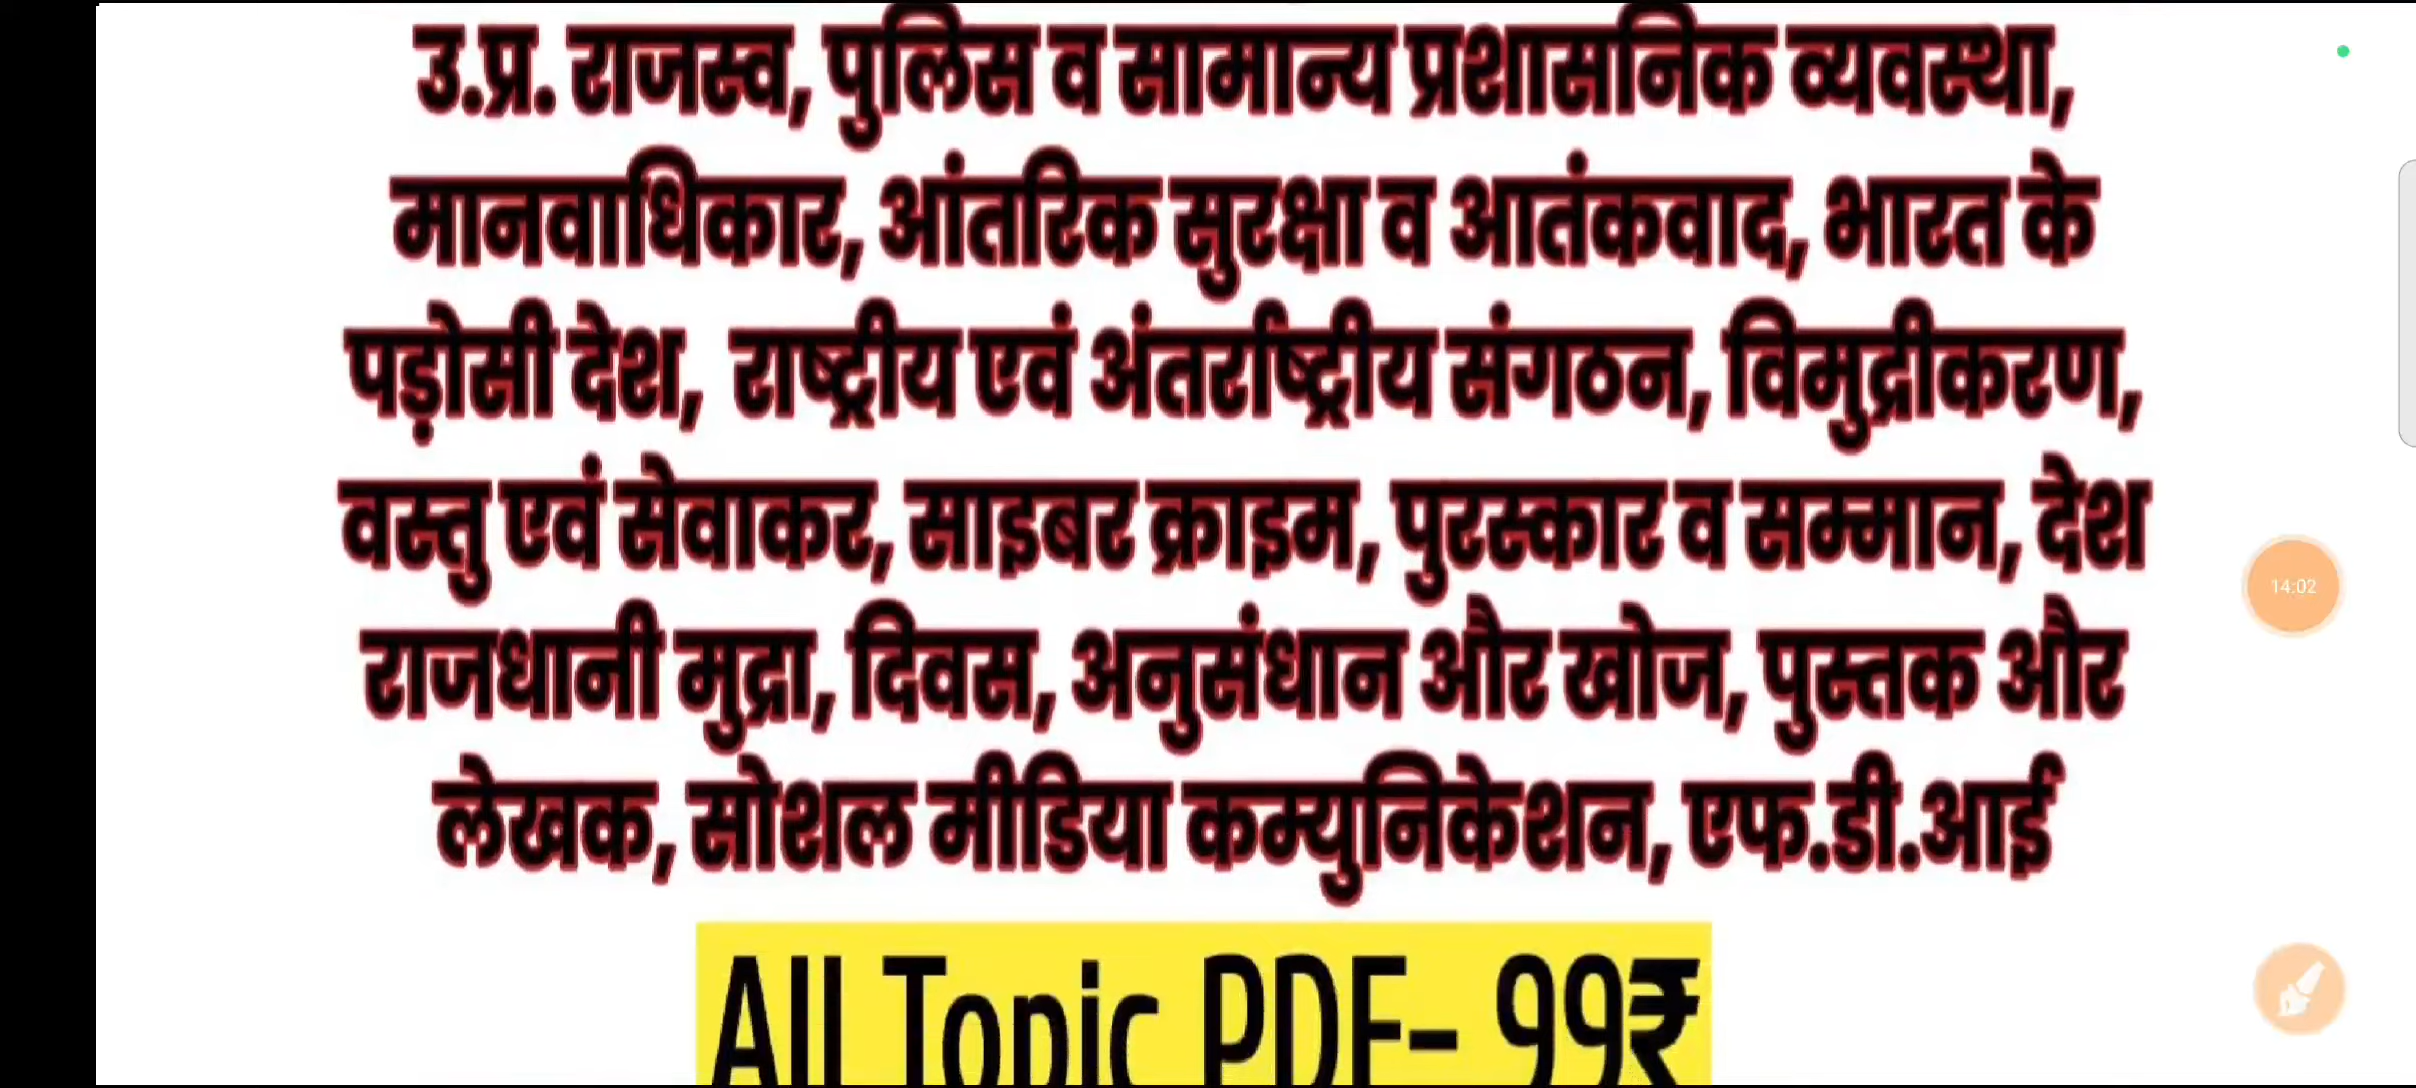 उ.प्र. राजस्व, पुलिस व सामान्य प्रशासनिक व्यवस्था,
मानवाधिकार, आंतरिक सुरक्षा व आतंकवाद, भारत के
पड़ोसी देश, राष्ट्रीय एवं अंतर्राष्ट्रीय संगठन, विमुद्रीकरण,
वस्तु एवं सेवाकर, साइबर क्राइम, पुरस्कार व सम्मान, देश
राजधानी मुद्रा, दिवस, अनुसंधान और खोज, पुस्तक और
लेखक, सोशल मीडिया कम्युनिकेशन, एफ.डी.आई
All Topic PDF- 99₹
14:02